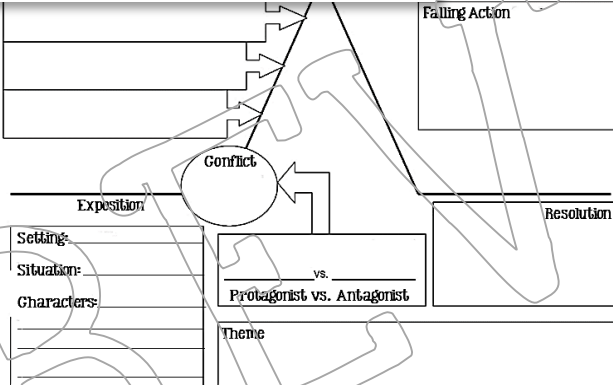 Falling Action
Conflict
Exposition
Resolution
Setting:
Situation:
vs.
Characters:
Protagonist vs. Antagonist
Theme